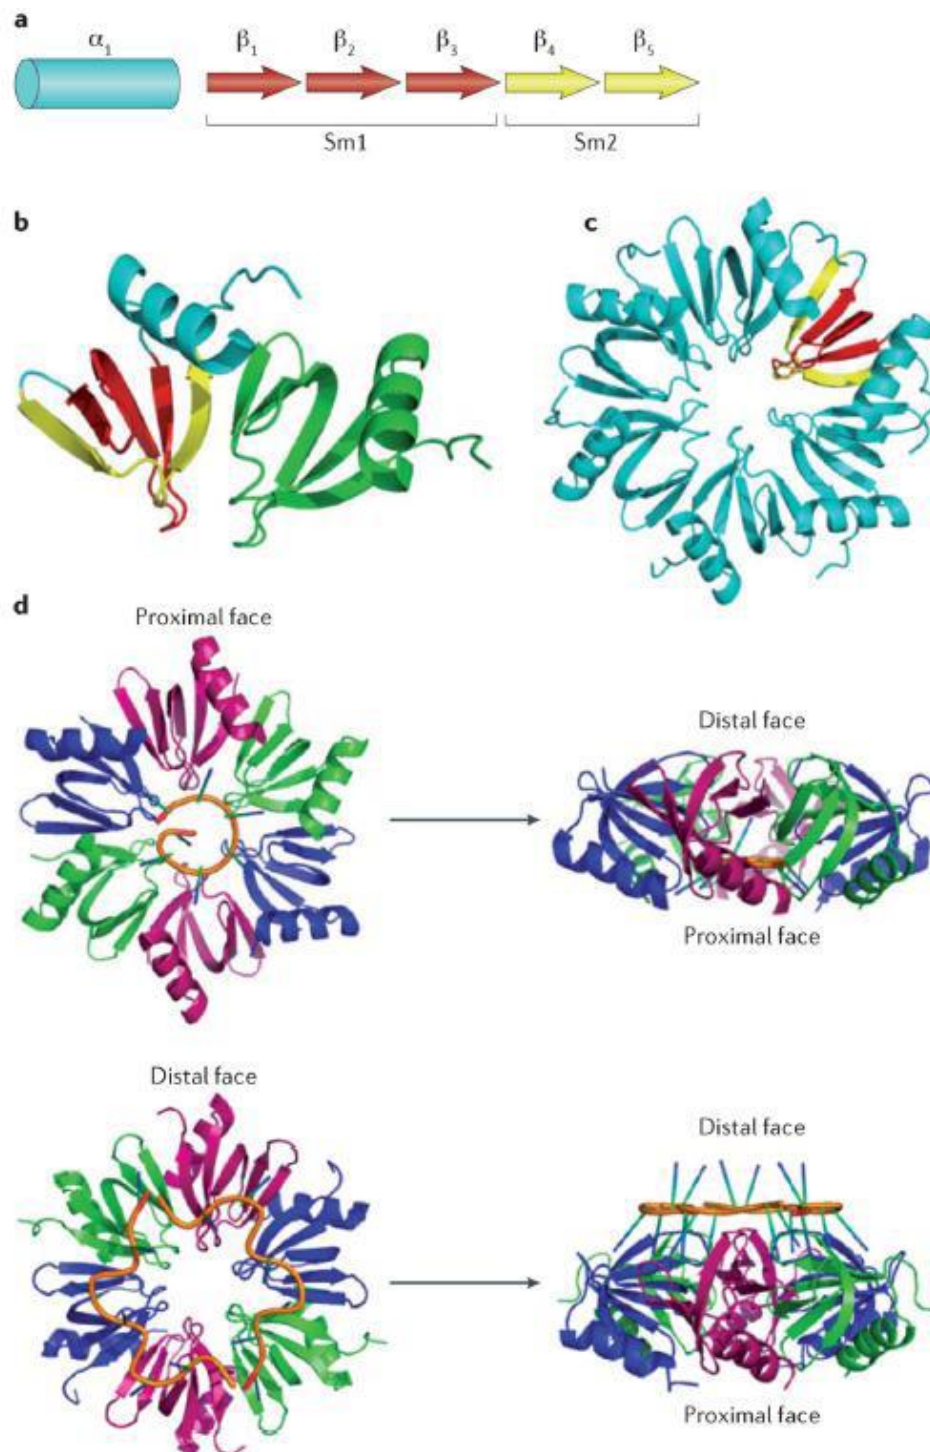 a
α₁ β₁ β₂ β₃ β₄ β₅
Sm1 Sm2
b c
d
Proximal face
Distal face
Proximal face
Distal face
Distal face
Proximal face